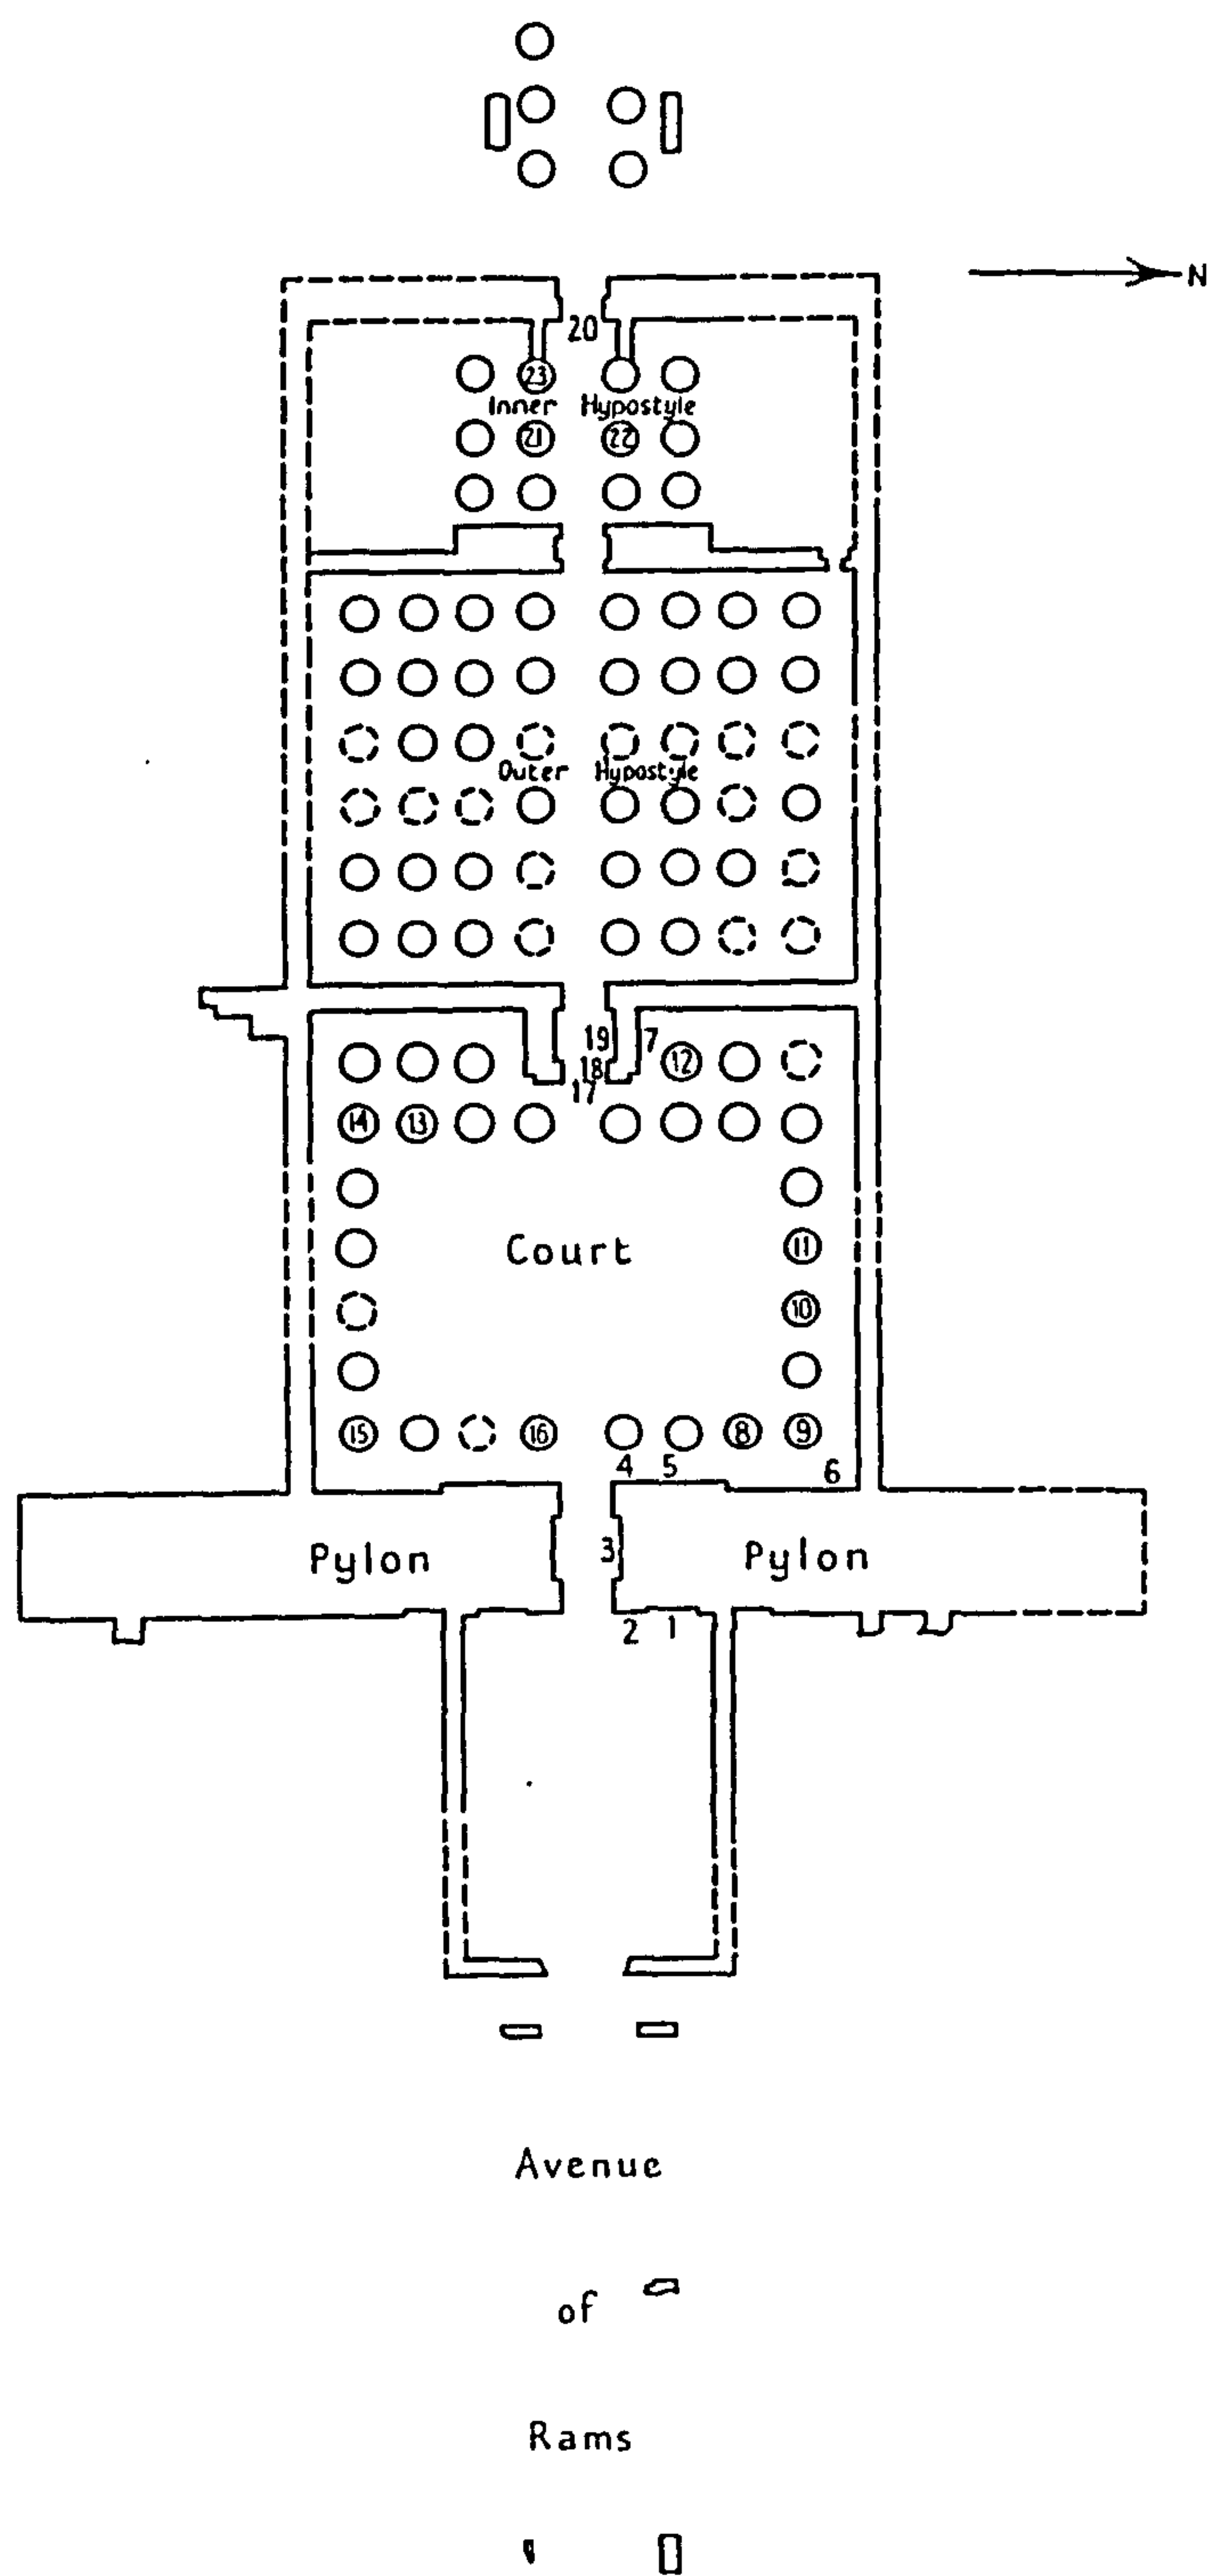 N
20
23
Inner Hypostyle
21 22
Outer Hypostyle
19 7
18 12
17
14 13
Court
11
10
15 16 8 9
4 5 6
Pylon 3 Pylon
2 1
Avenue
of
Rams